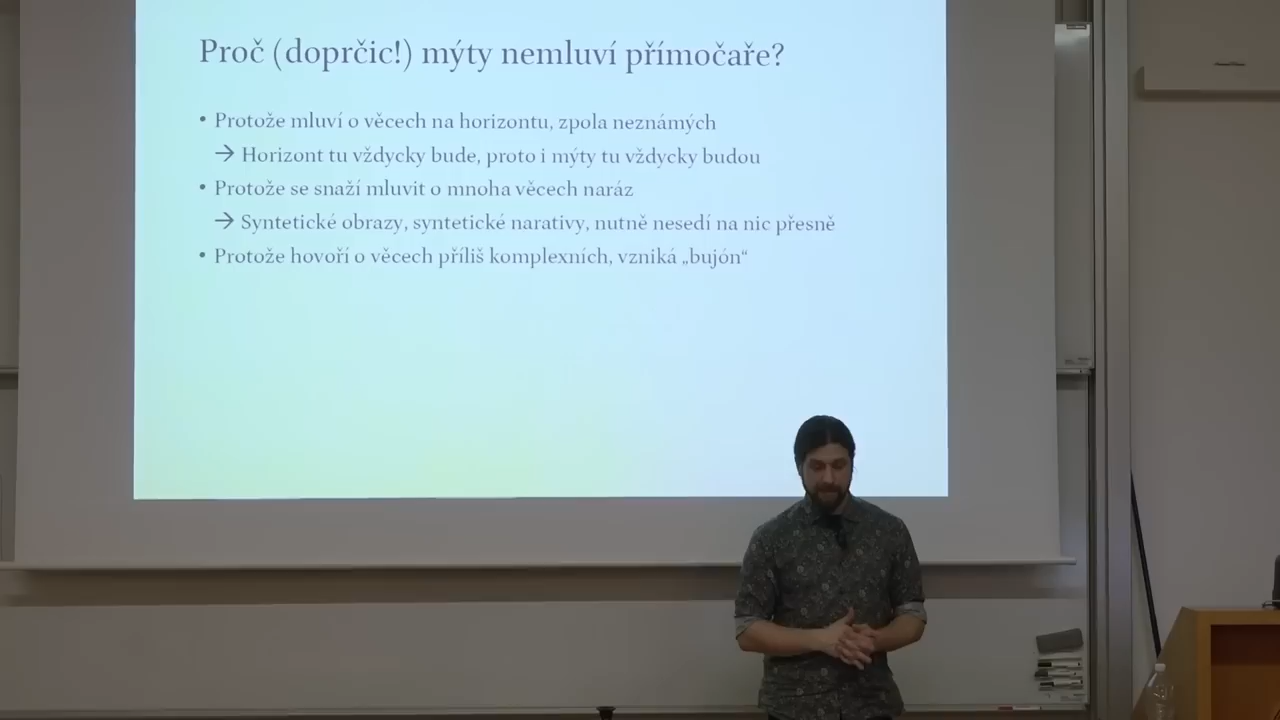 Proč (doprčic!) mýty nemluví přímočaře?
• Protože mluví o věcech na horizontu, zpola neznámých
→ Horizont tu vždycky bude, proto i mýty tu vždycky budou
• Protože se snaží mluvit o mnoha věcech naráz
→ Syntetické obrazy, syntetické narativy, nutně nesedí na nic přesně
• Protože hovoří o věcech příliš komplexních, vzniká „bujón“